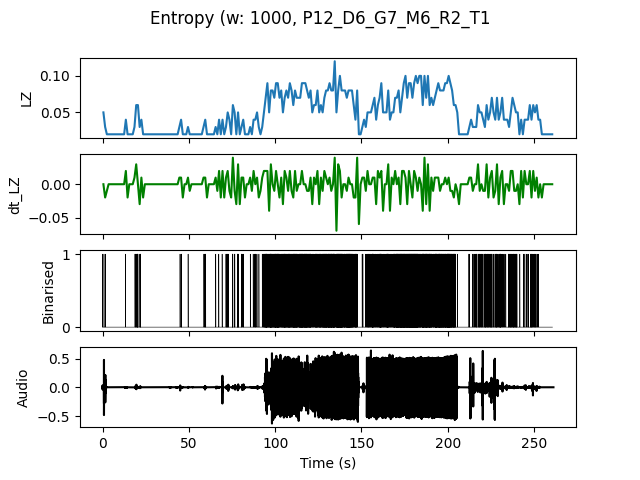 Entropy (w: 1000, P12_D6_G7_M6_R2_T1
0.10
0.05
LZ
0.00
−0.05
dt_LZ
1
0
Binarised
0.5
0.0
−0.5
Audio
0 50 100 150 200 250
Time (s)